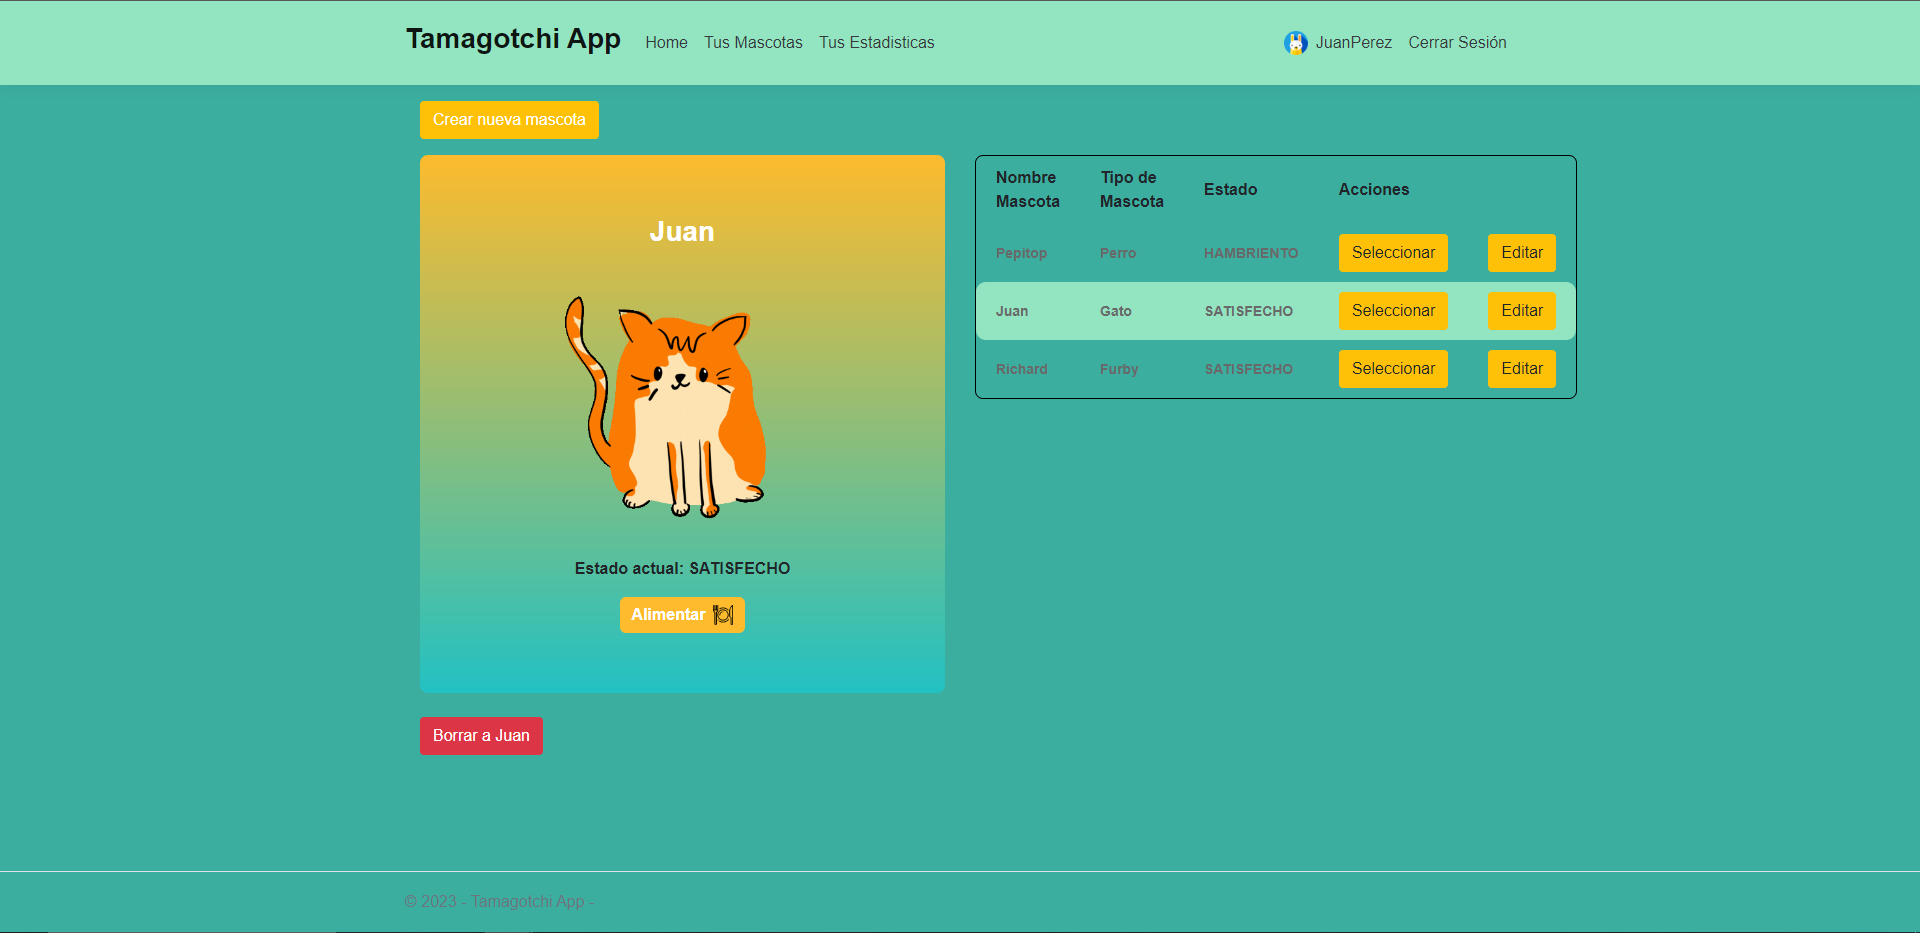 Tamagotchi App Home Tus Mascotas Tus Estadisticas JuanPerez Cerrar Sesión
Crear nueva mascota
Juan
Estado actual: SATISFECHO
Alimentar
Borrar a Juan
Nombre Mascota Tipo de Mascota Estado Acciones
Pepitop Perro HAMBRIENTO Seleccionar Editar
Juan Gato SATISFECHO Seleccionar Editar
Richard Furby SATISFECHO Seleccionar Editar
© 2023 - Tamagotchi App -